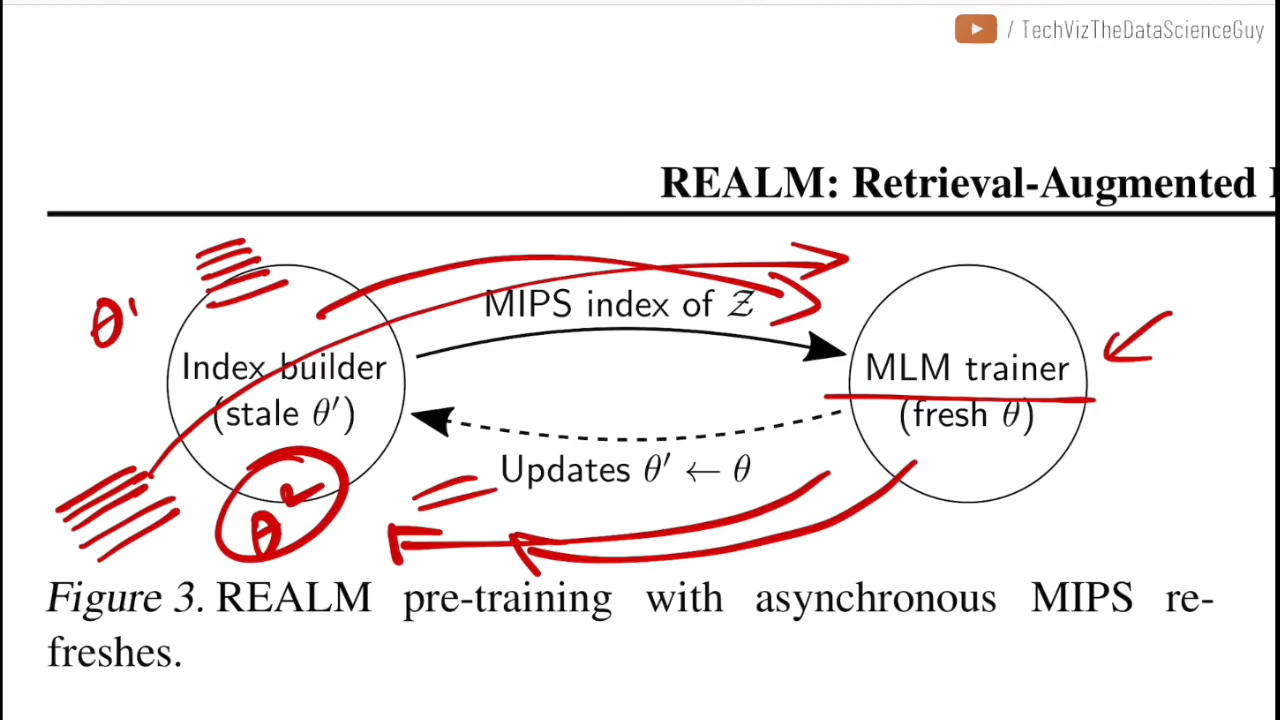 / TechVizTheDataScienceGuy
REALM: Retrieval-Augmented
MIPS index of 𝒵
θ'
Index builder
(stale θ′)
MLM trainer
(fresh θ)
Updates θ′ ← θ
θ
Figure 3. REALM pre-training with asynchronous MIPS re-
freshes.